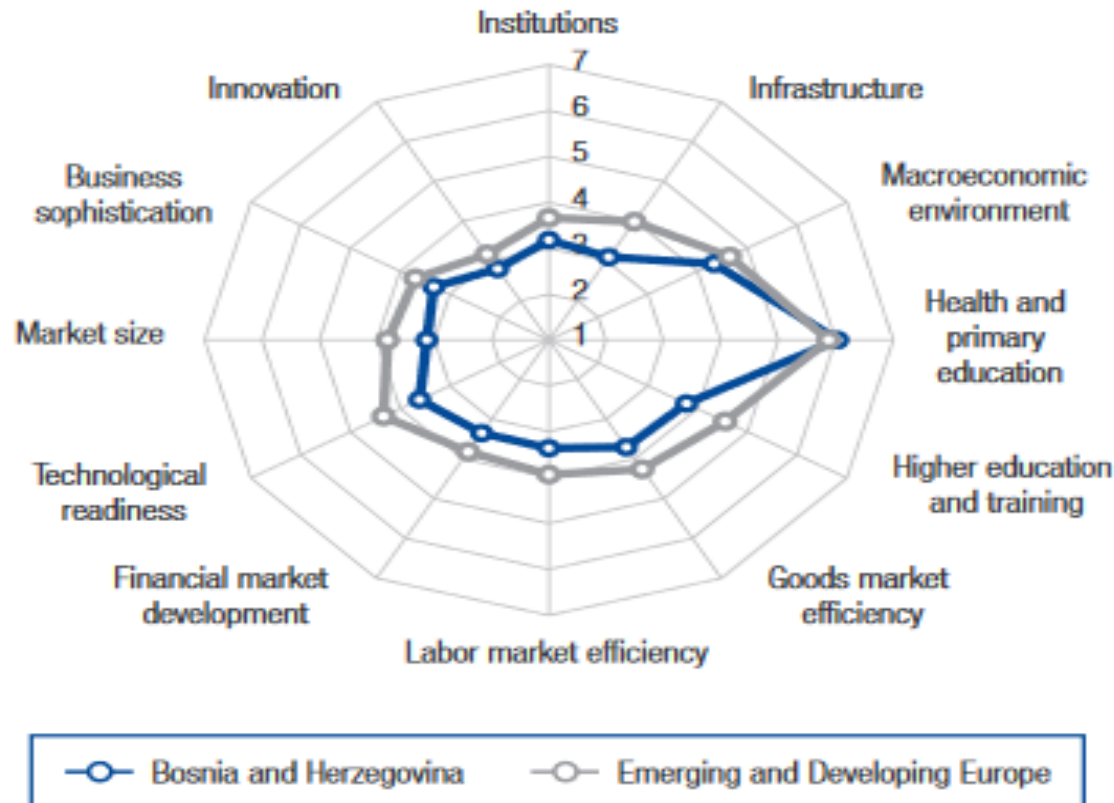 Institutions
7
Innovation
Infrastructure
6
5
Business
sophistication
Macroeconomic
environment
4
3
Market size
2
1
Health and
primary
education
Technological
readiness
Higher education
and training
Financial market
development
Goods market
efficiency
Labor market efficiency
Bosnia and Herzegovina
Emerging and Developing Europe